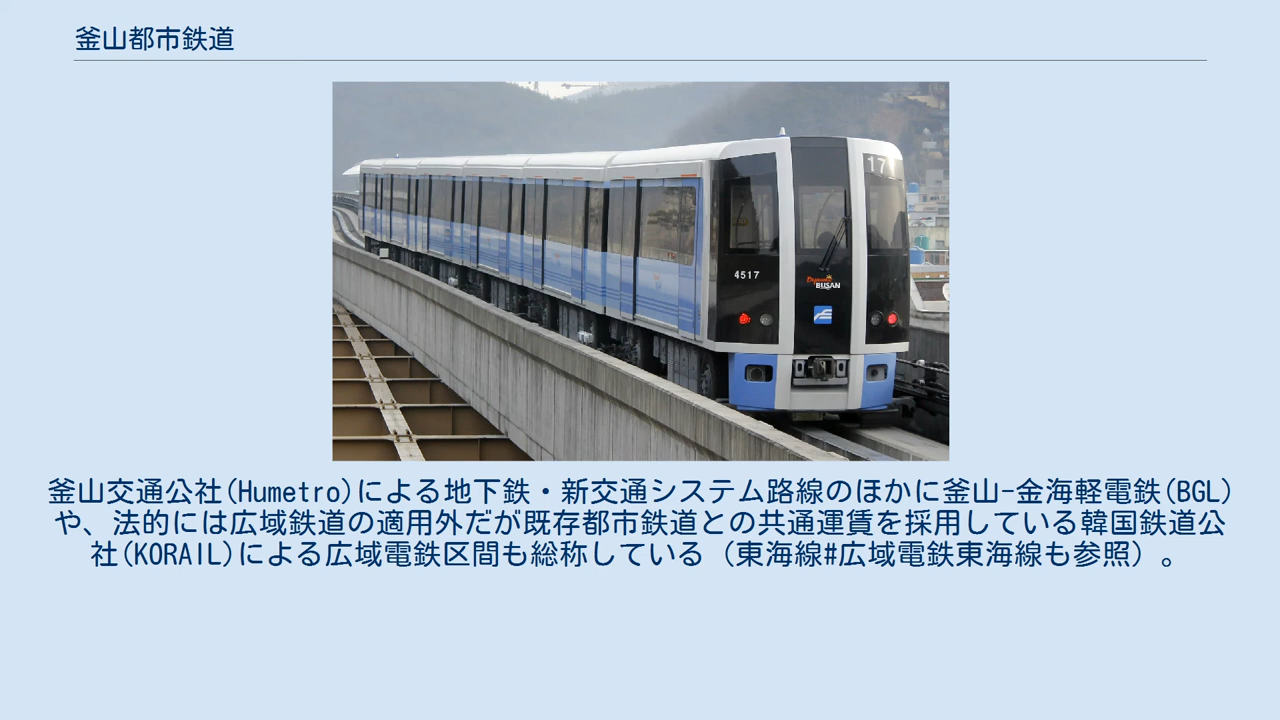 釜山都市鉄道
17
4517
Dynamic
BUSAN
釜山交通公社(Humetro)による地下鉄・新交通システム路線のほかに釜山-金海軽電鉄(BGL)
や、法的には広域鉄道の適用外だが既存都市鉄道との共通運賃を採用している韓国鉄道公
社(KORAIL)による広域電鉄区間も総称している（東海線#広域電鉄東海線も参照）。